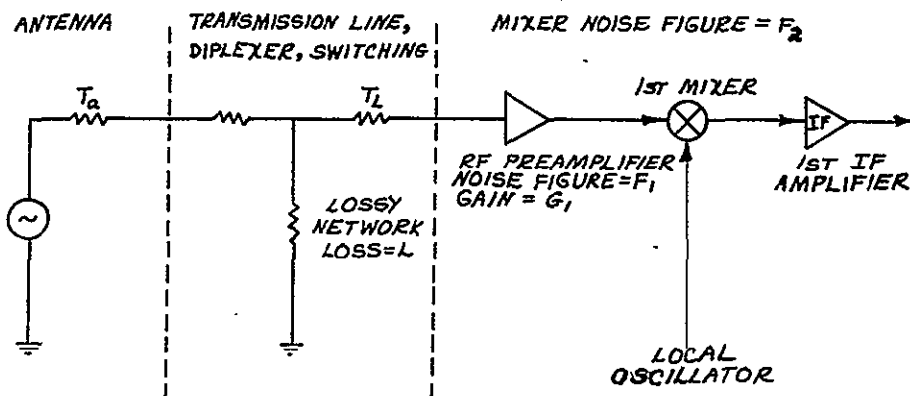 ANTENNA
TRANSMISSION LINE,
DIPLEXER, SWITCHING
MIXER NOISE FIGURE = F2
Ta
TL
1ST MIXER
IF
RF PREAMPLIFIER
NOISE FIGURE=F1
GAIN = G1
1ST IF
AMPLIFIER
LOSSY
NETWORK
LOSS=L
LOCAL
OSCILLATOR